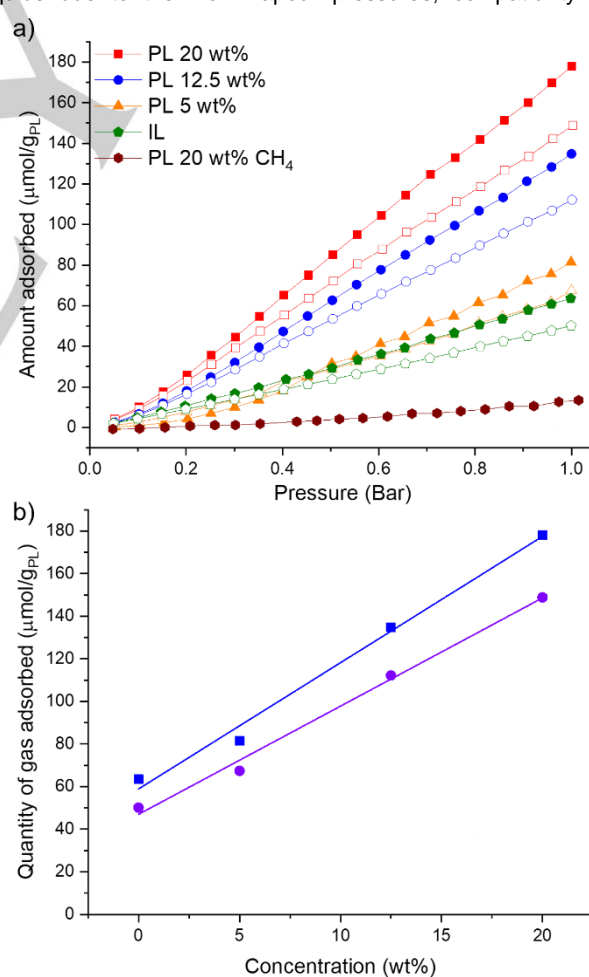 a)
PL 20 wt%
PL 12.5 wt%
PL 5 wt%
IL
PL 20 wt% CH₄
Amount adsorbed (μmol/g_PL)
180
160
140
120
100
80
60
40
20
0
0.0 0.2 0.4 0.6 0.8 1.0
Pressure (Bar)
b)
Quantity of gas adsorbed (μmol/g_PL)
180
160
140
120
100
80
60
40
20
0
0 5 10 15 20
Concentration (wt%)